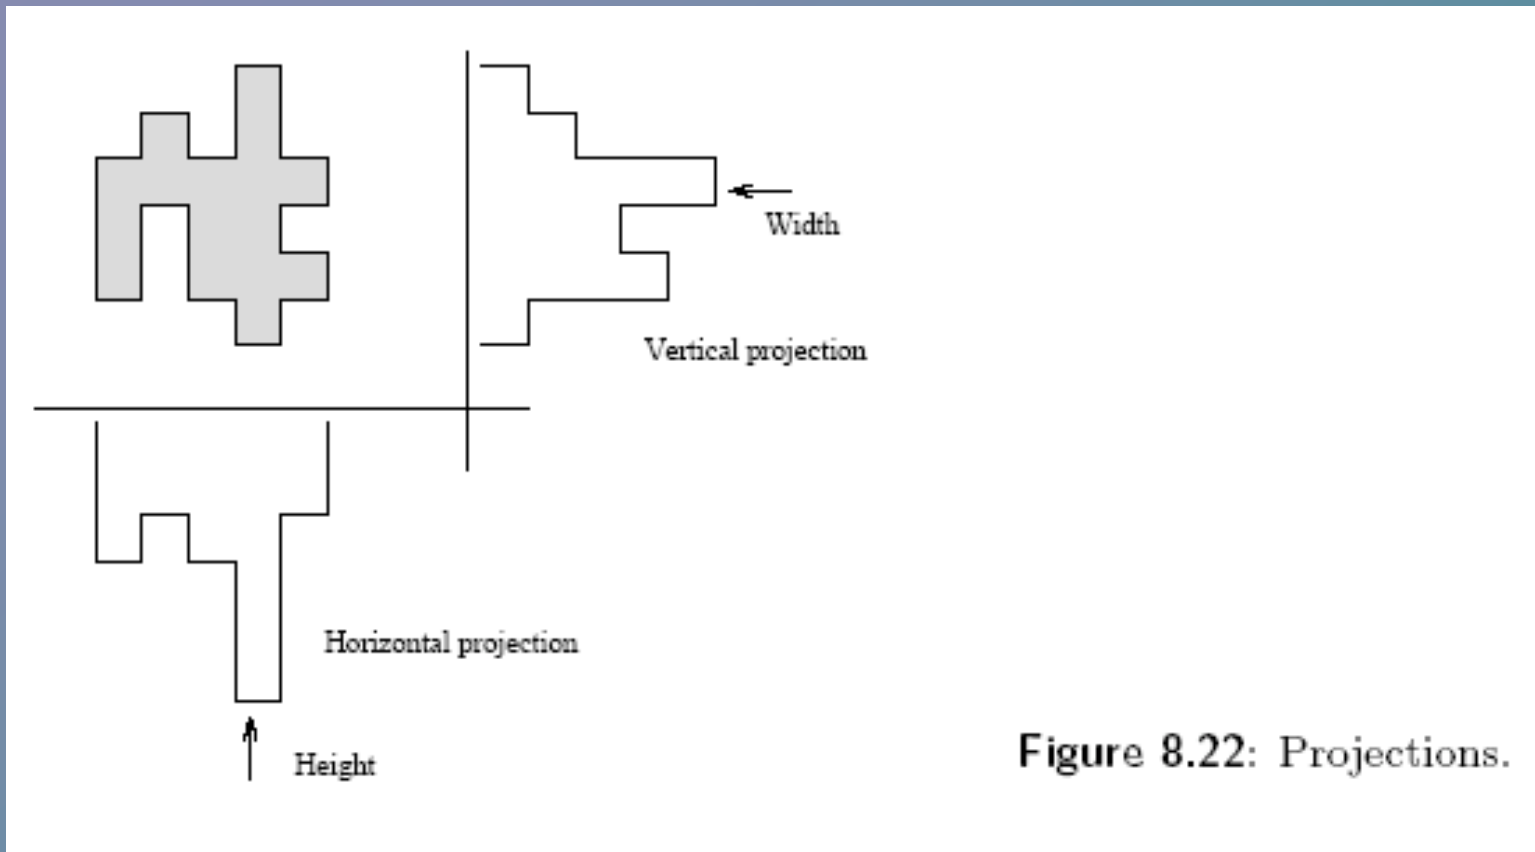 Width
Vertical projection
Horizontal projection
Height
Figure 8.22: Projections.